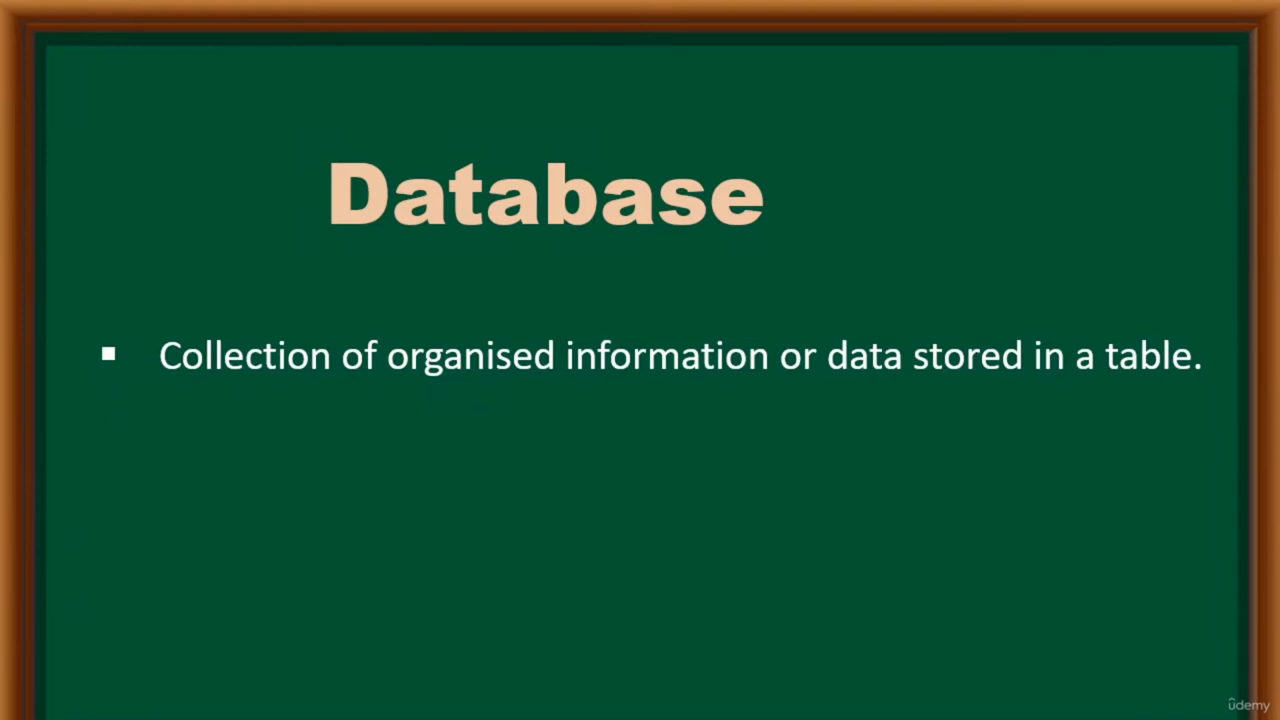 Database
▪ Collection of organised information or data stored in a table.
ûdemy